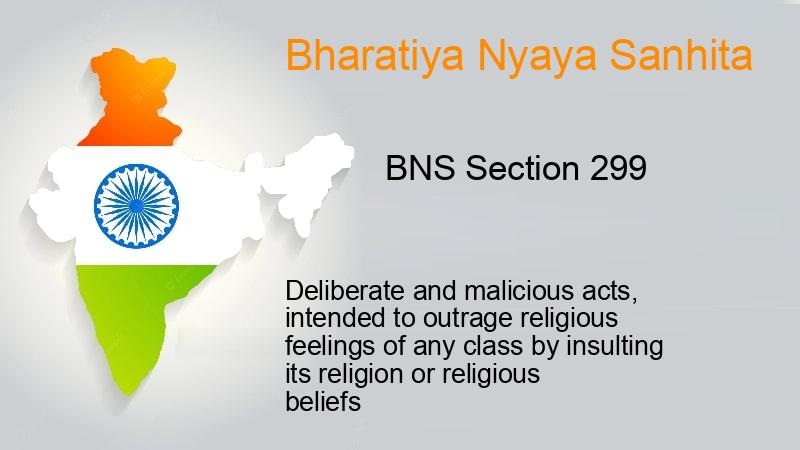 Bharatiya Nyaya Sanhita
BNS Section 299
Deliberate and malicious acts,
intended to outrage religious
feelings of any class by insulting
its religion or religious
beliefs